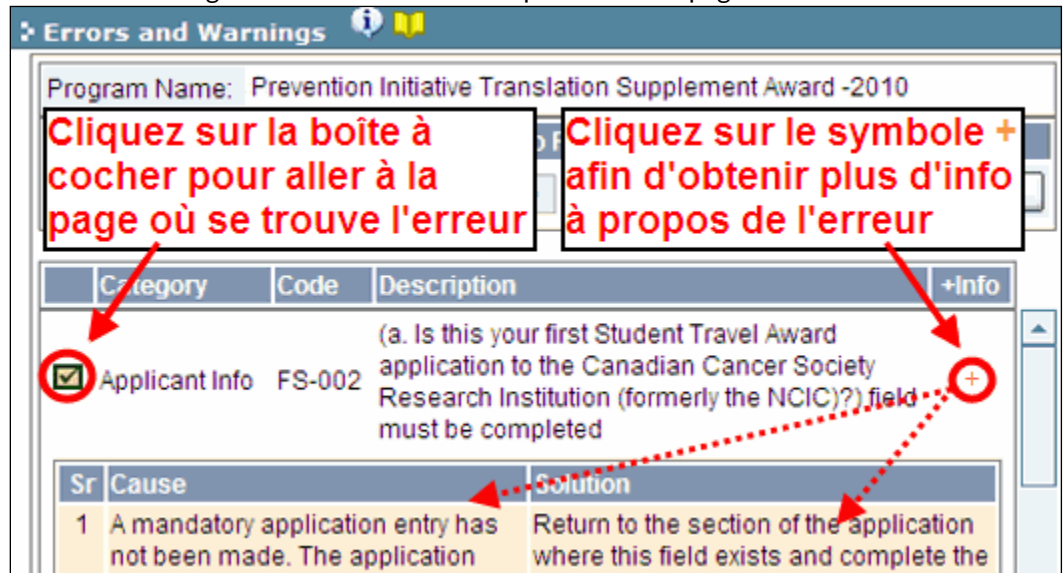 Errors and Warnings
Program Name: Prevention Initiative Translation Supplement Award -2010
Cliquez sur la boîte à
cocher pour aller à la
page où se trouve l'erreur
Cliquez sur le symbole +
afin d'obtenir plus d'info
à propos de l'erreur
Category Code Description +Info
Applicant Info FS-002 (a. Is this your first Student Travel Award
application to the Canadian Cancer Society
Research Institution (formerly the NCIC)?) field
must be completed
+
Sr Cause Solution
1 A mandatory application entry has Return to the section of the application
not been made. The application where this field exists and complete the